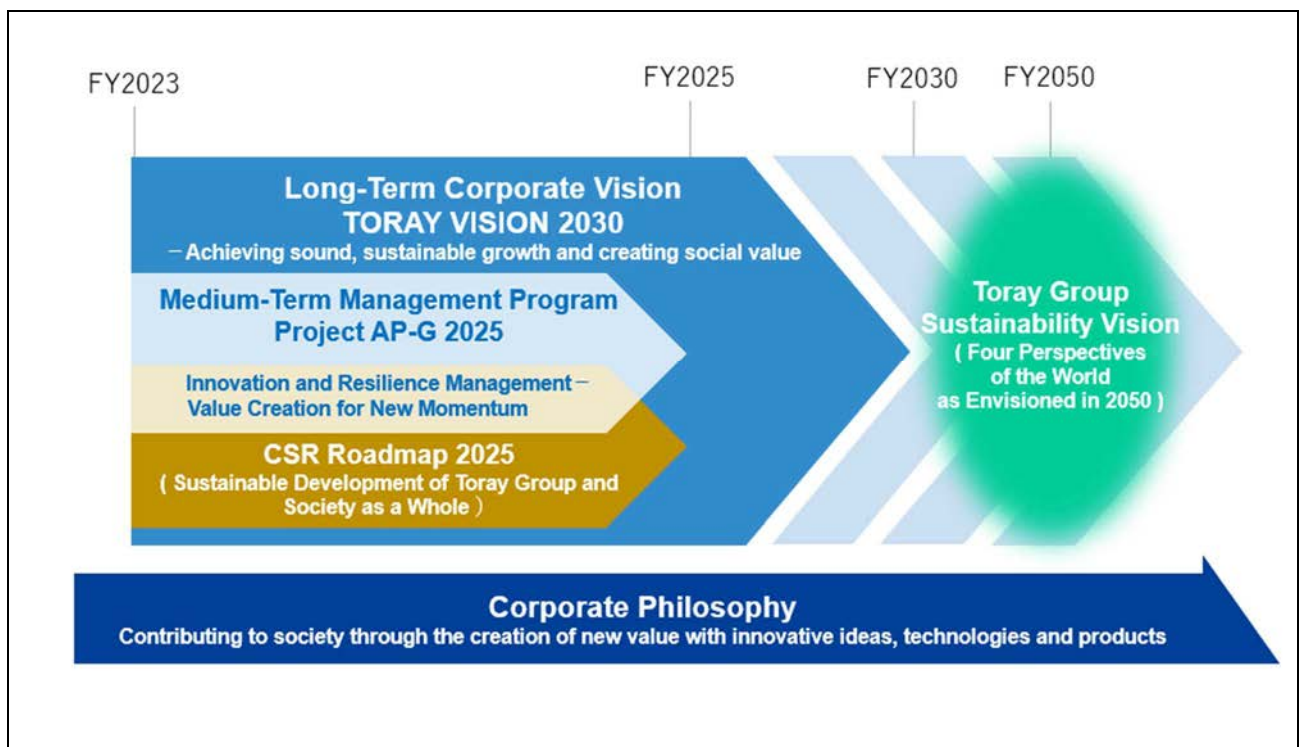 FY2023
FY2025
FY2030
FY2050
Long-Term Corporate Vision
TORAY VISION 2030
－Achieving sound, sustainable growth and creating social value
Medium-Term Management Program
Project AP-G 2025
Innovation and Resilience Management－
Value Creation for New Momentum
CSR Roadmap 2025
( Sustainable Development of Toray Group and
Society as a Whole）
Toray Group
Sustainability Vision
( Four Perspectives
of the World
as Envisioned in 2050 )
Corporate Philosophy
Contributing to society through the creation of new value with innovative ideas, technologies and products